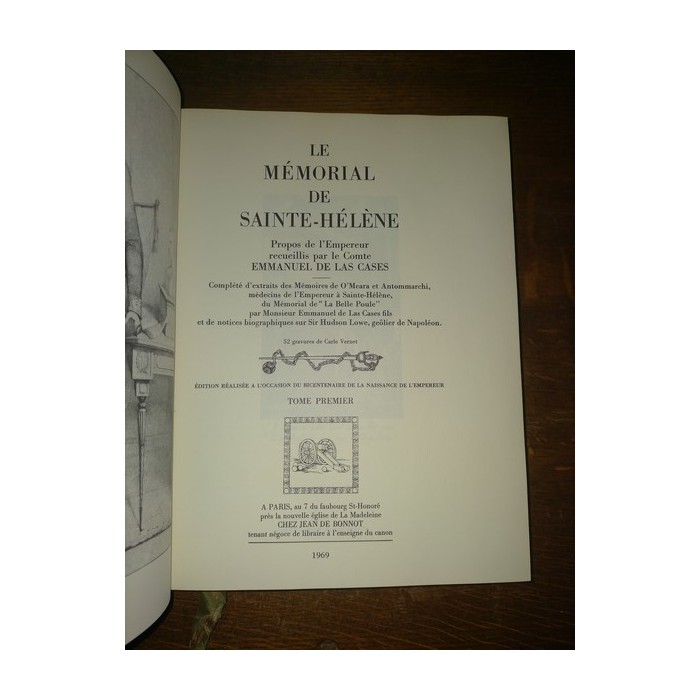 LE
MÉMORIAL
DE
SAINTE-HÉLÈNE
Propos de l'Empereur
recueillis par le Comte
EMMANUEL DE LAS CASES
Complété d'extraits des Mémoires de O'Meara et Antommarchi,
médecins de l'Empereur à Sainte-Hélène,
du Mémorial de "La Belle Poule"
par Monsieur Emmanuel de Las Cases fils
et de notices biographiques sur Sir Hudson Lowe, geôlier de Napoléon.
52 gravures de Carle Vernet
ÉDITION RÉALISÉE A L'OCCASION DU BICENTENAIRE DE LA NAISSANCE DE L'EMPEREUR
TOME PREMIER
A PARIS, au 7 du faubourg St-Honoré
près la nouvelle église de La Madeleine
CHEZ JEAN DE BONNOT
tenant négoce de libraire à l'enseigne du canon
1969